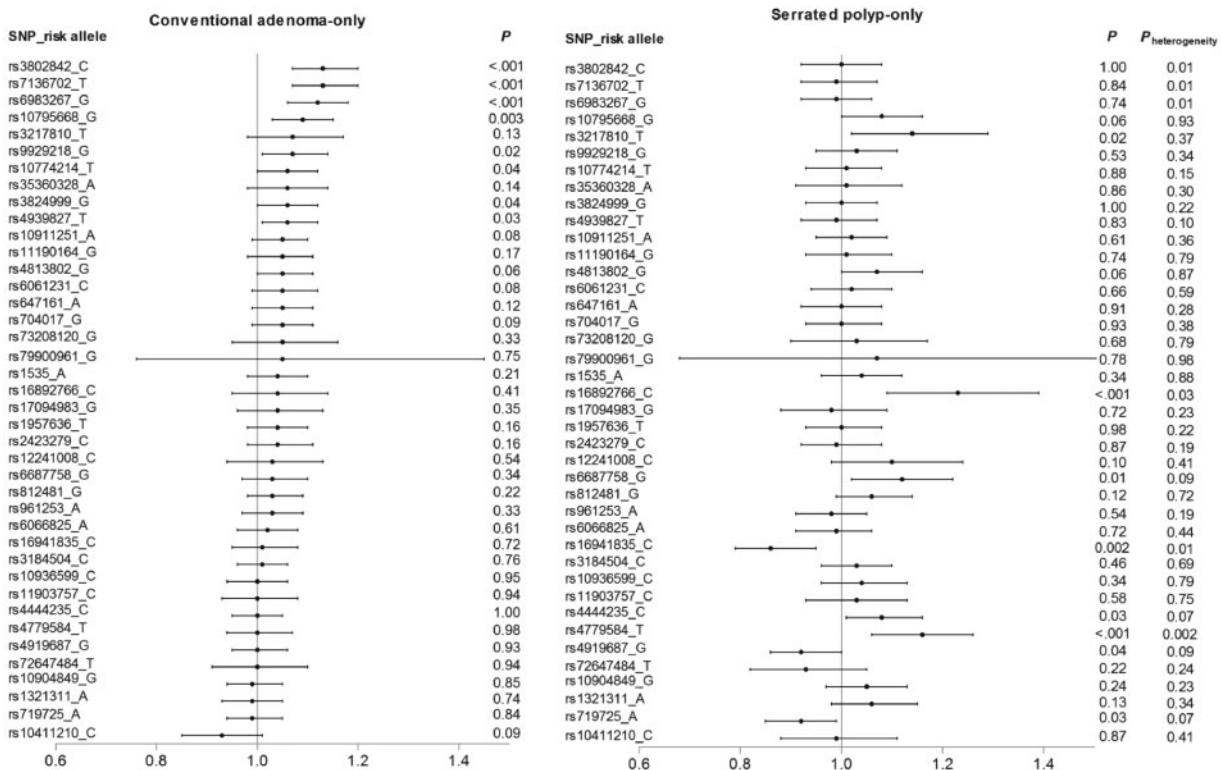 Conventional adenoma-only
SNP_risk allele P
rs3802842_C <.001
rs7136702_T <.001
rs6983267_G <.001
rs10795668_G 0.003
rs3217810_T 0.13
rs9929218_G 0.02
rs10774214_T 0.04
rs35360328_A 0.14
rs3824999_G 0.04
rs4939827_T 0.03
rs10911251_A 0.08
rs11190164_G 0.17
rs4813802_G 0.06
rs6061231_C 0.08
rs647161_A 0.12
rs704017_G 0.09
rs73208120_G 0.33
rs79900961_G 0.75
rs1535_A 0.21
rs16892766_C 0.41
rs17094983_G 0.35
rs1957636_T 0.16
rs2423279_C 0.16
rs12241008_C 0.54
rs6687758_G 0.34
rs812481_G 0.22
rs961253_A 0.33
rs6066825_A 0.61
rs16941835_C 0.72
rs3184504_C 0.76
rs10936599_C 0.95
rs11903757_C 0.94
rs4444235_C 1.00
rs4779584_T 0.98
rs4919687_G 0.93
rs72647484_T 0.94
rs10904849_G 0.85
rs1321311_A 0.74
rs719725_A 0.84
rs10411210_C 0.09
0.6 0.8 1.0 1.2 1.4
Serrated polyp-only
SNP_risk allele P Pheterogeneity
rs3802842_C 1.00 0.01
rs7136702_T 0.84 0.01
rs6983267_G 0.74 0.01
rs10795668_G 0.06 0.93
rs3217810_T 0.02 0.37
rs9929218_G 0.53 0.34
rs10774214_T 0.88 0.15
rs35360328_A 0.86 0.30
rs3824999_G 1.00 0.22
rs4939827_T 0.83 0.10
rs10911251_A 0.61 0.36
rs11190164_G 0.74 0.79
rs4813802_G 0.06 0.87
rs6061231_C 0.66 0.59
rs647161_A 0.91 0.28
rs704017_G 0.93 0.38
rs73208120_G 0.68 0.79
rs79900961_G 0.78 0.98
rs1535_A 0.34 0.88
rs16892766_C <.001 0.03
rs17094983_G 0.72 0.23
rs1957636_T 0.98 0.22
rs2423279_C 0.87 0.19
rs12241008_C 0.10 0.41
rs6687758_G 0.01 0.09
rs812481_G 0.12 0.72
rs961253_A 0.54 0.19
rs6066825_A 0.72 0.44
rs16941835_C 0.002 0.01
rs3184504_C 0.46 0.69
rs10936599_C 0.34 0.79
rs11903757_C 0.58 0.75
rs4444235_C 0.03 0.07
rs4779584_T <.001 0.002
rs4919687_G 0.04 0.09
rs72647484_T 0.22 0.24
rs10904849_G 0.24 0.23
rs1321311_A 0.13 0.34
rs719725_A 0.03 0.07
rs10411210_C 0.87 0.41
0.6 0.8 1.0 1.2 1.4